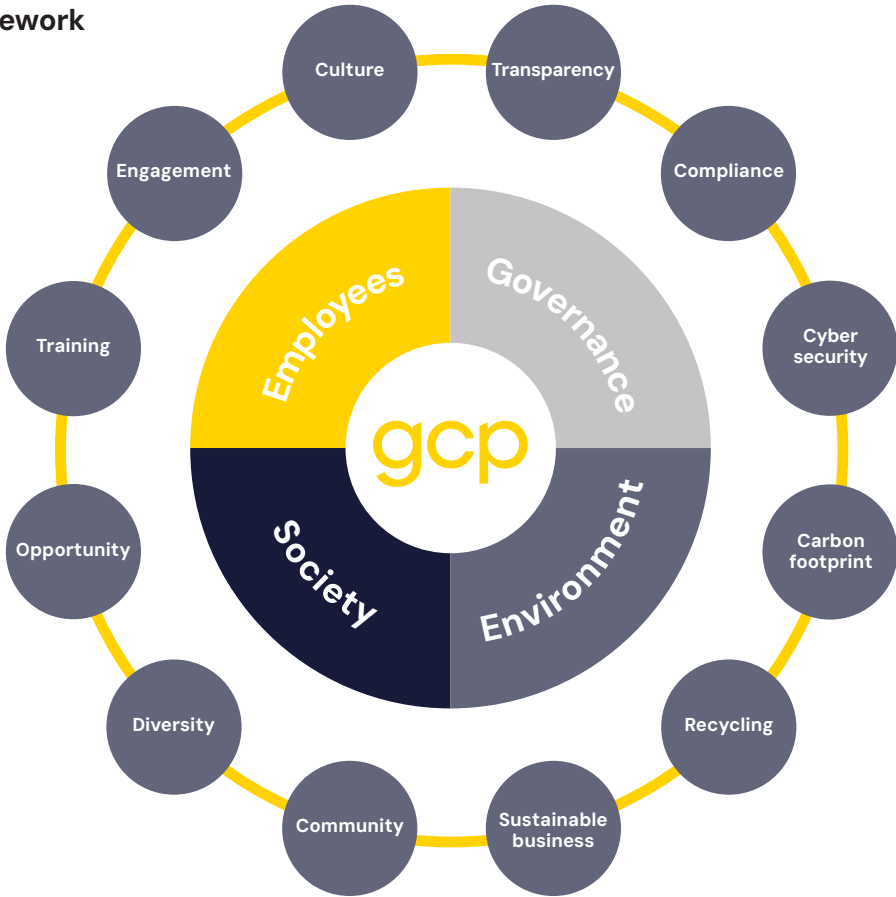 ework
Culture
Transparency
Engagement
Compliance
Employees
Governance
Training
Cyber
security
gcp
Society
Environment
Opportunity
Carbon
footprint
Diversity
Recycling
Community
Sustainable
business